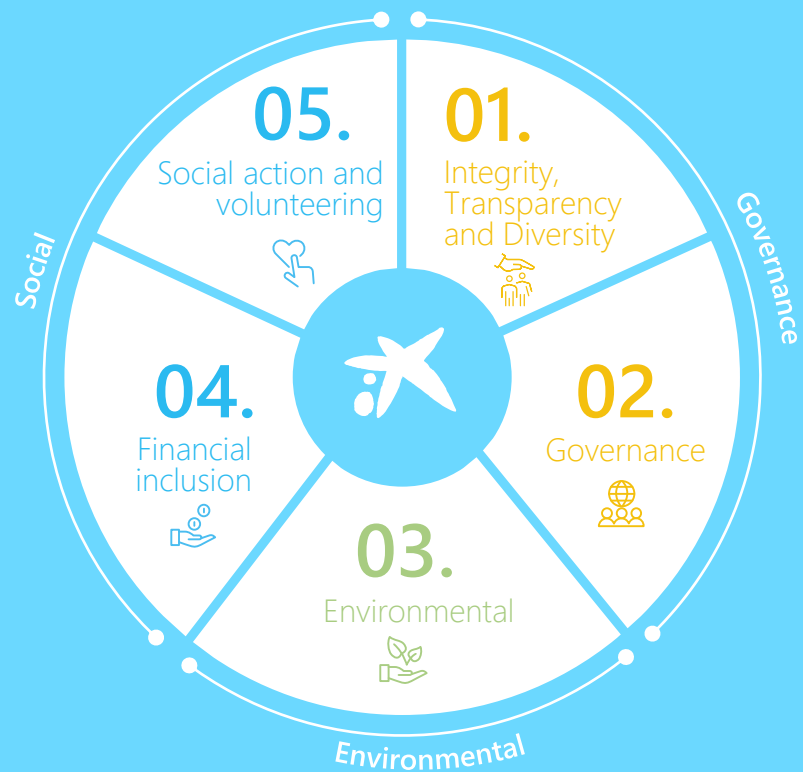 01.
Integrity,
Transparency
and Diversity
02.
Governance
03.
Environmental
04.
Financial
inclusion
05.
Social action and
volunteering
Governance
Environmental
Social